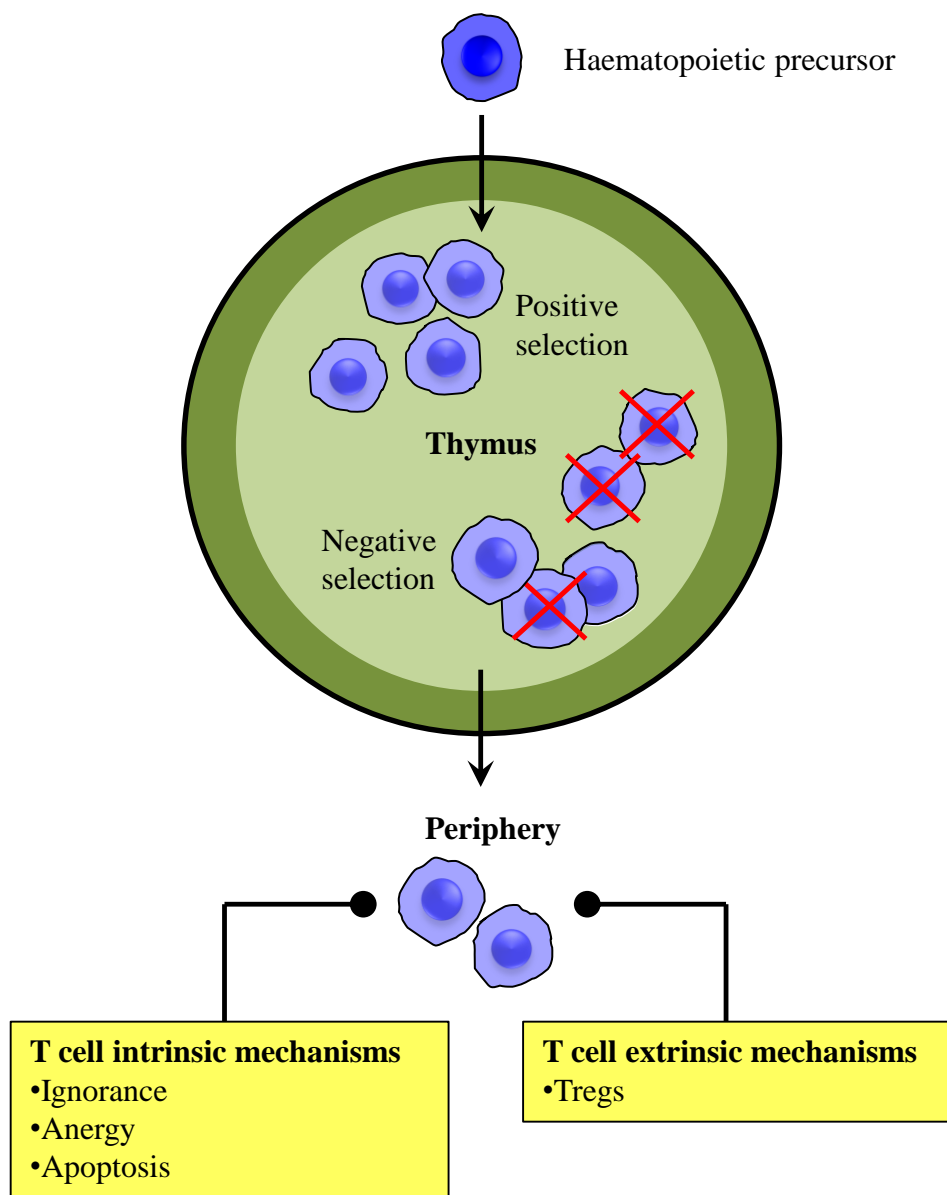 Haematopoietic precursor
Positive
selection
Thymus
Negative
selection
Periphery
T cell intrinsic mechanisms
•Ignorance
•Anergy
•Apoptosis
T cell extrinsic mechanisms
•Tregs